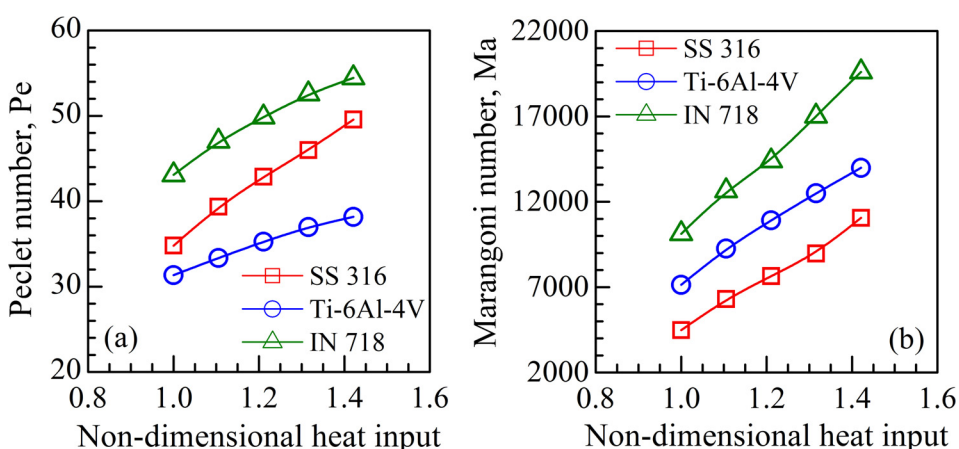 60
50
40
30
20
Peclet number, Pe
SS 316
Ti-6Al-4V
IN 718
(a)
0.8 1.0 1.2 1.4 1.6
Non-dimensional heat input
22000
17000
12000
7000
2000
Marangoni number, Ma
SS 316
Ti-6Al-4V
IN 718
(b)
0.8 1.0 1.2 1.4 1.6
Non-dimensional heat input